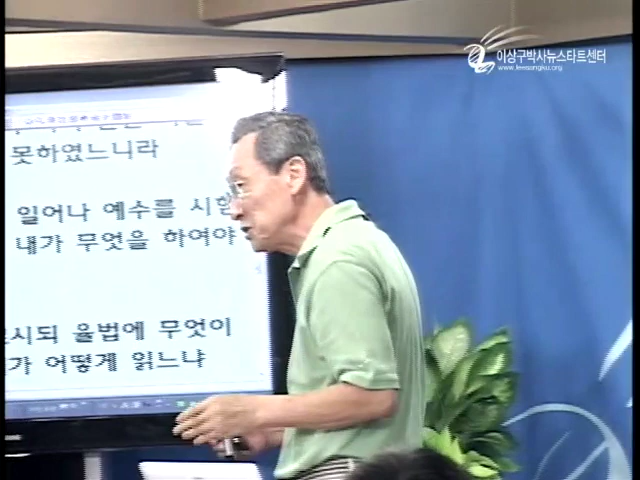 이상구박사뉴스타트센터
www.leesangku.org
못하였느니라
일어나 예수를 시험
내가 무엇을 하여야
시되 율법에 무엇이
가 어떻게 읽느냐